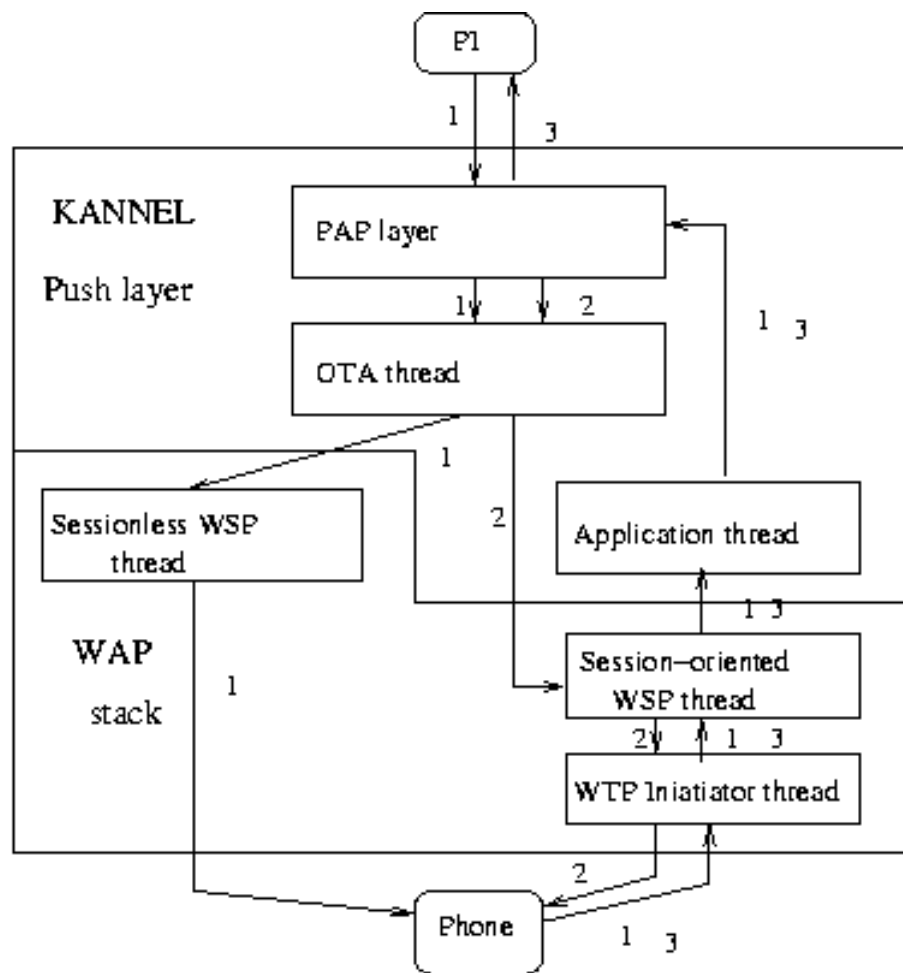 PI
1
3
KANNEL
Push layer
PAP layer
1
2
OTA thread
1 3
1
Sessionless WSP
thread
2
Application thread
1 3
WAP
stack
1
Session-oriented
WSP thread
2
1 3
WTP Iniatiator thread
2
Phone
1 3